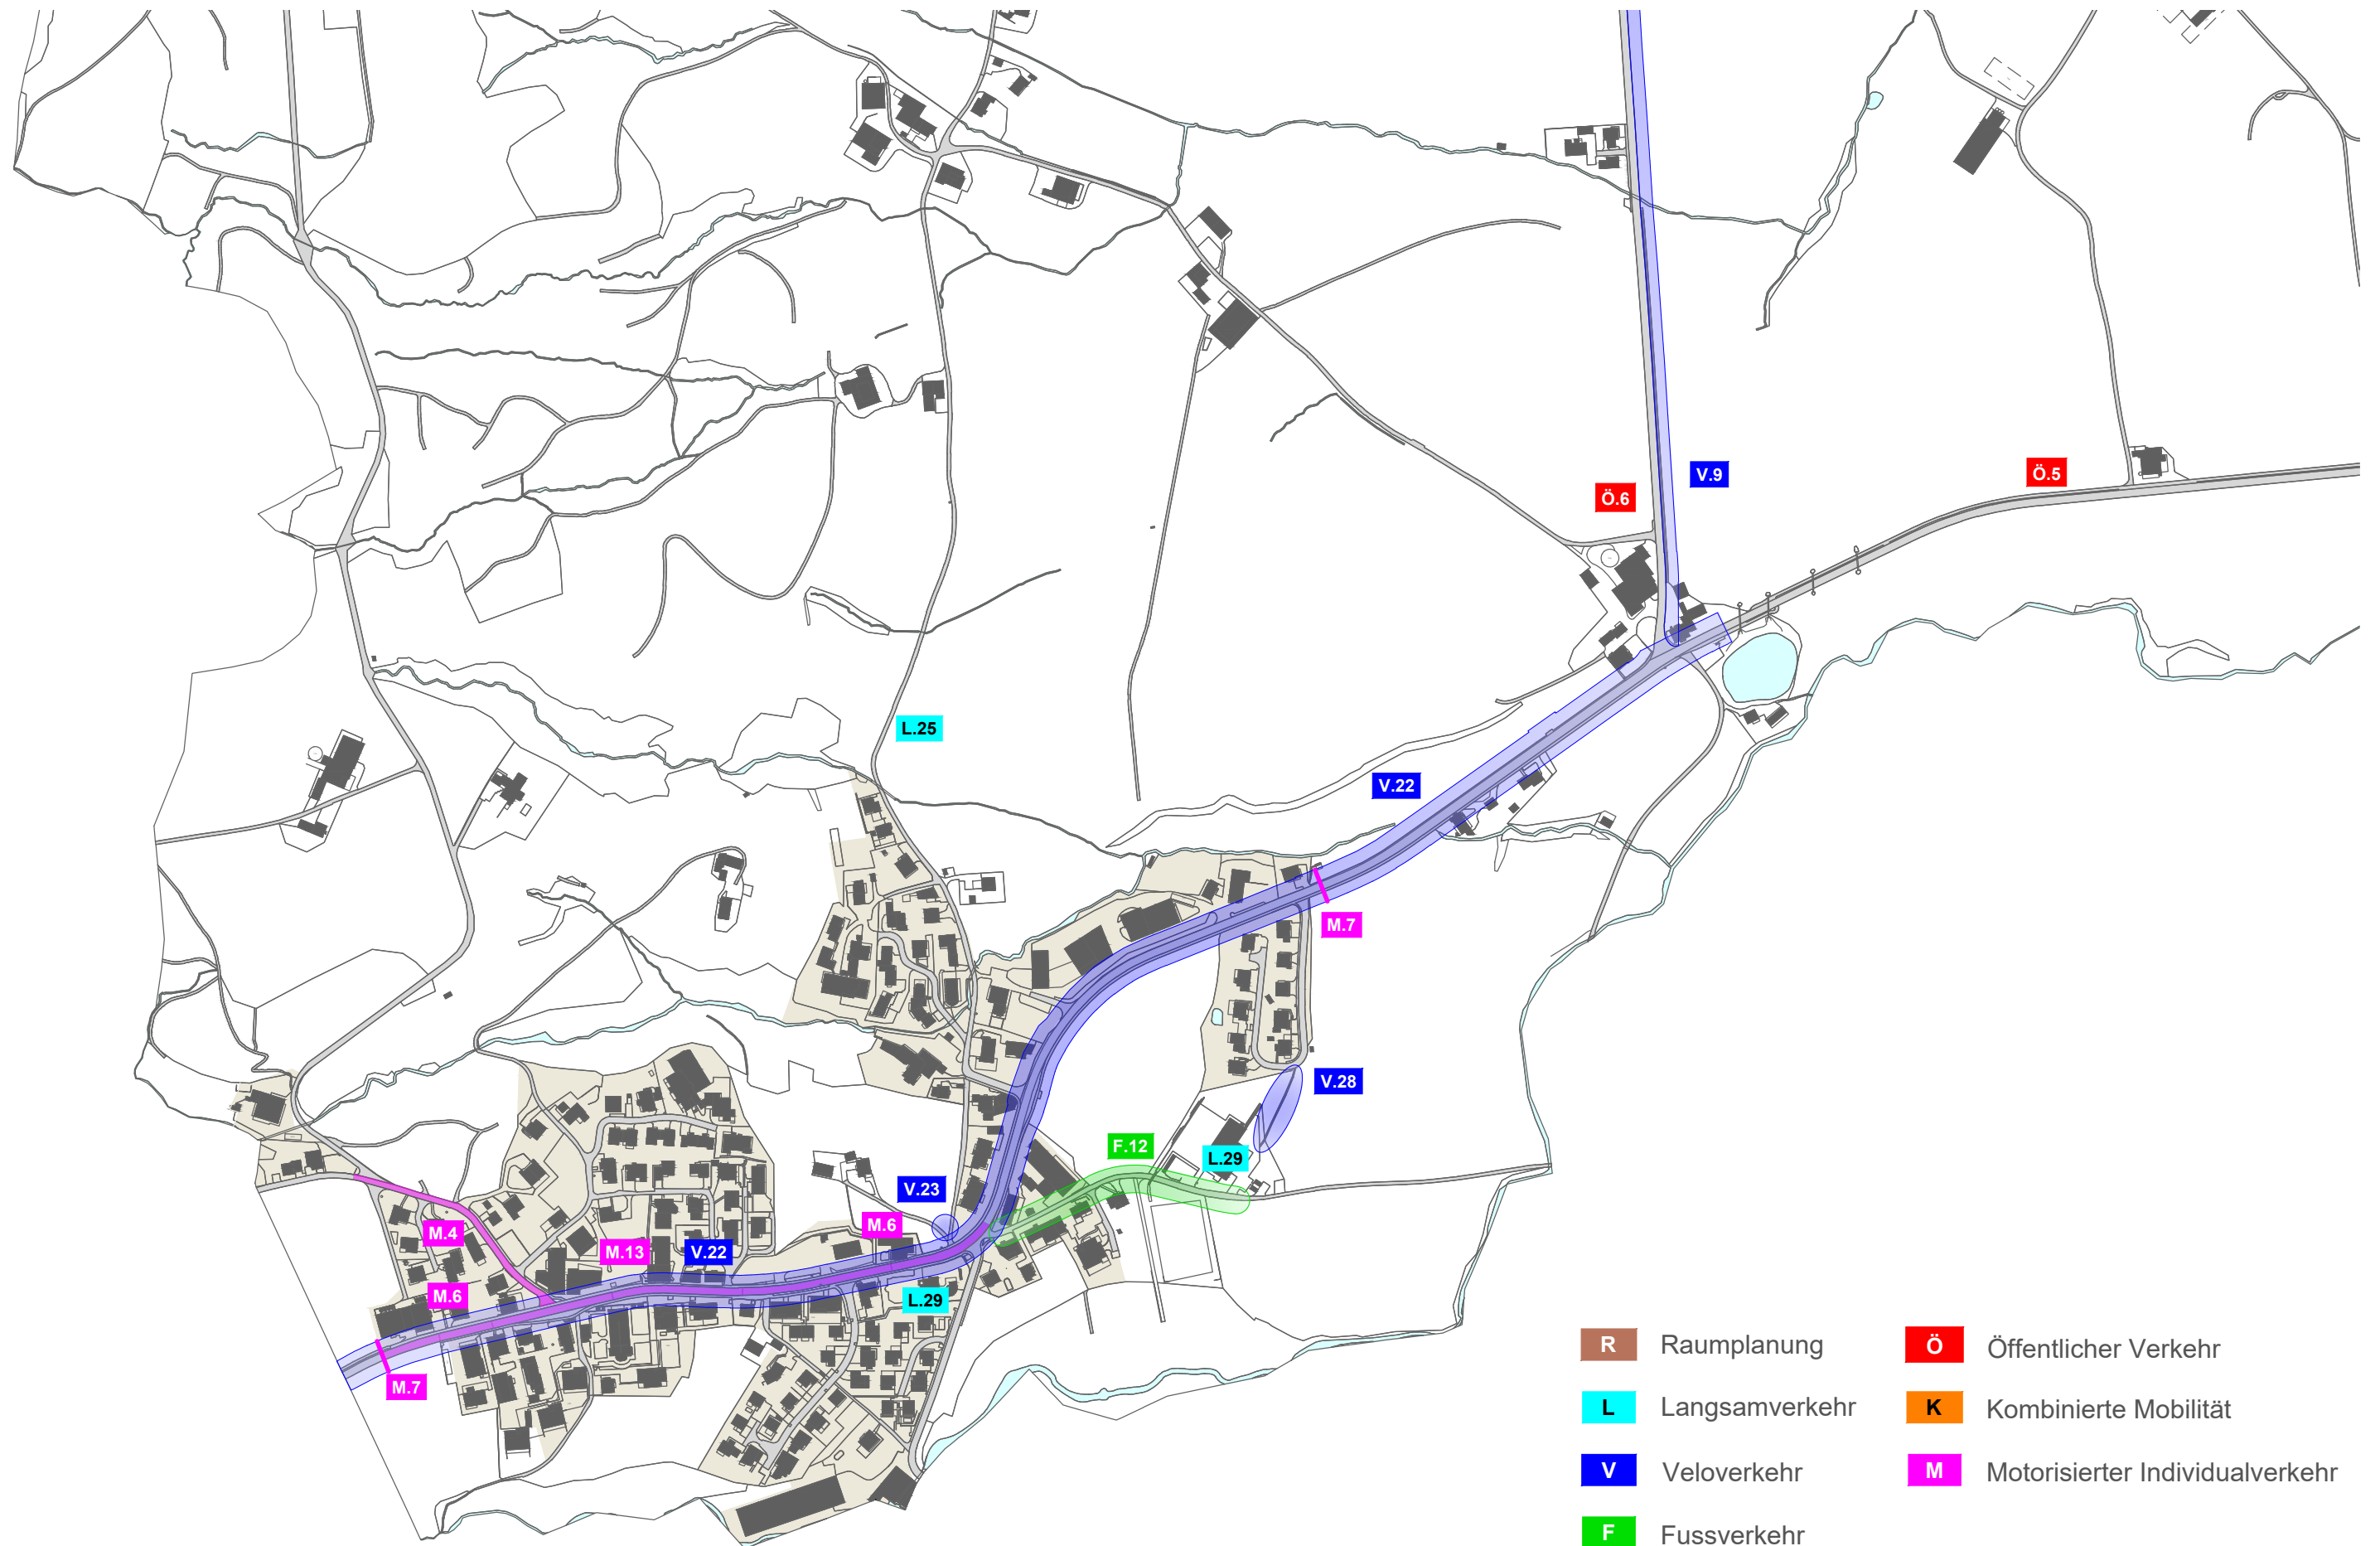 Ö.5
V.9
Ö.6
L.25
V.22
M.7
V.28
F.12
L.29
V.23
M.6
M.4
M.13
V.22
M.6
L.29
M.7
R Raumplanung
Ö Öffentlicher Verkehr
L Langsamverkehr
K Kombinierte Mobilität
V Veloverkehr
M Motorisierter Individualverkehr
F Fussverkehr